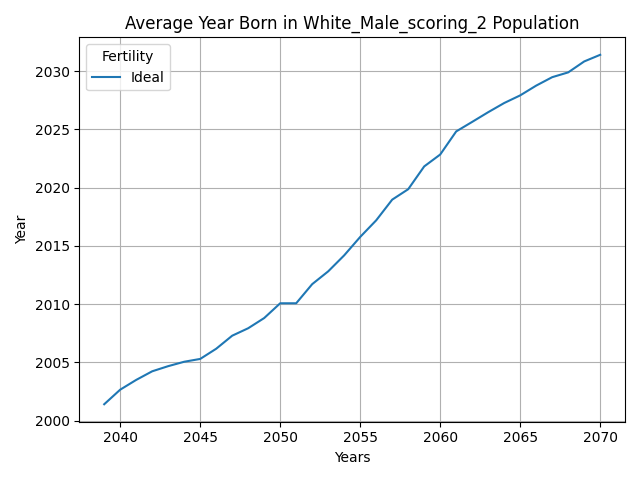 Average Year Born in White_Male_scoring_2 Population
Fertility
Ideal
Year
2030
2025
2020
2015
2010
2005
2000
2040 2045 2050 2055 2060 2065 2070
Years